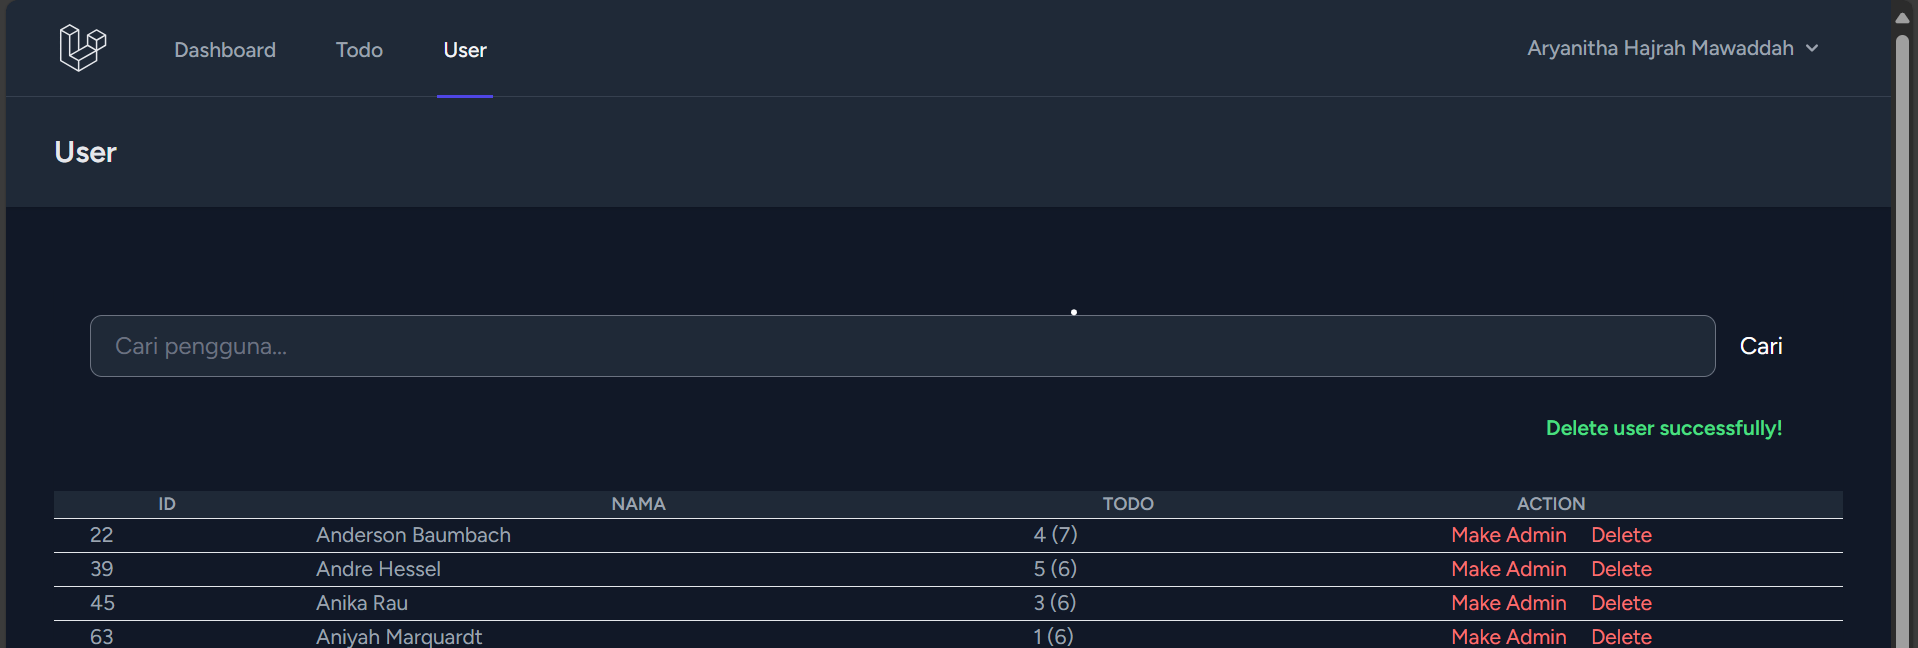 Dashboard Todo User Aryanitha Hajrah Mawaddah
User
Cari pengguna... Cari
Delete user successfully!
ID NAMA TODO ACTION
22 Anderson Baumbach 4 (7) Make Admin Delete
39 Andre Hessel 5 (6) Make Admin Delete
45 Anika Rau 3 (6) Make Admin Delete
63 Aniyah Marquardt 1 (6) Make Admin Delete